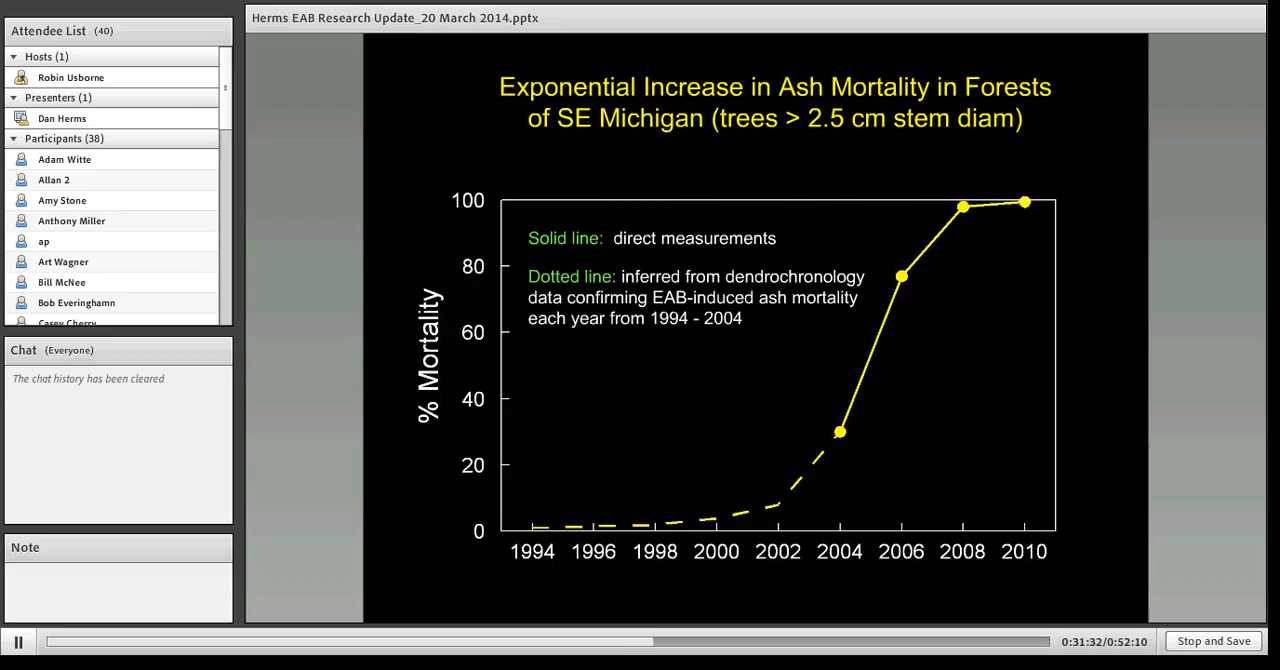 Herms EAB Research Update_20 March 2014.pptx
Attendee List (40)
Hosts (1)
Robin Usborne
Presenters (1)
Dan Herms
Participants (38)
Adam Witte
Allan 2
Amy Stone
Anthony Miller
ap
Art Wagner
Bill McNee
Bob Everinghamn
Casey Cherry
Chat (Everyone)
The chat history has been cleared
Note
Exponential Increase in Ash Mortality in Forests
of SE Michigan (trees > 2.5 cm stem diam)
Solid line: direct measurements
Dotted line: inferred from dendrochronology
data confirming EAB-induced ash mortality
each year from 1994 - 2004
% Mortality
100
80
60
40
20
0
1994 1996 1998 2000 2002 2004 2006 2008 2010
0:31:32/0:52:10
Stop and Save